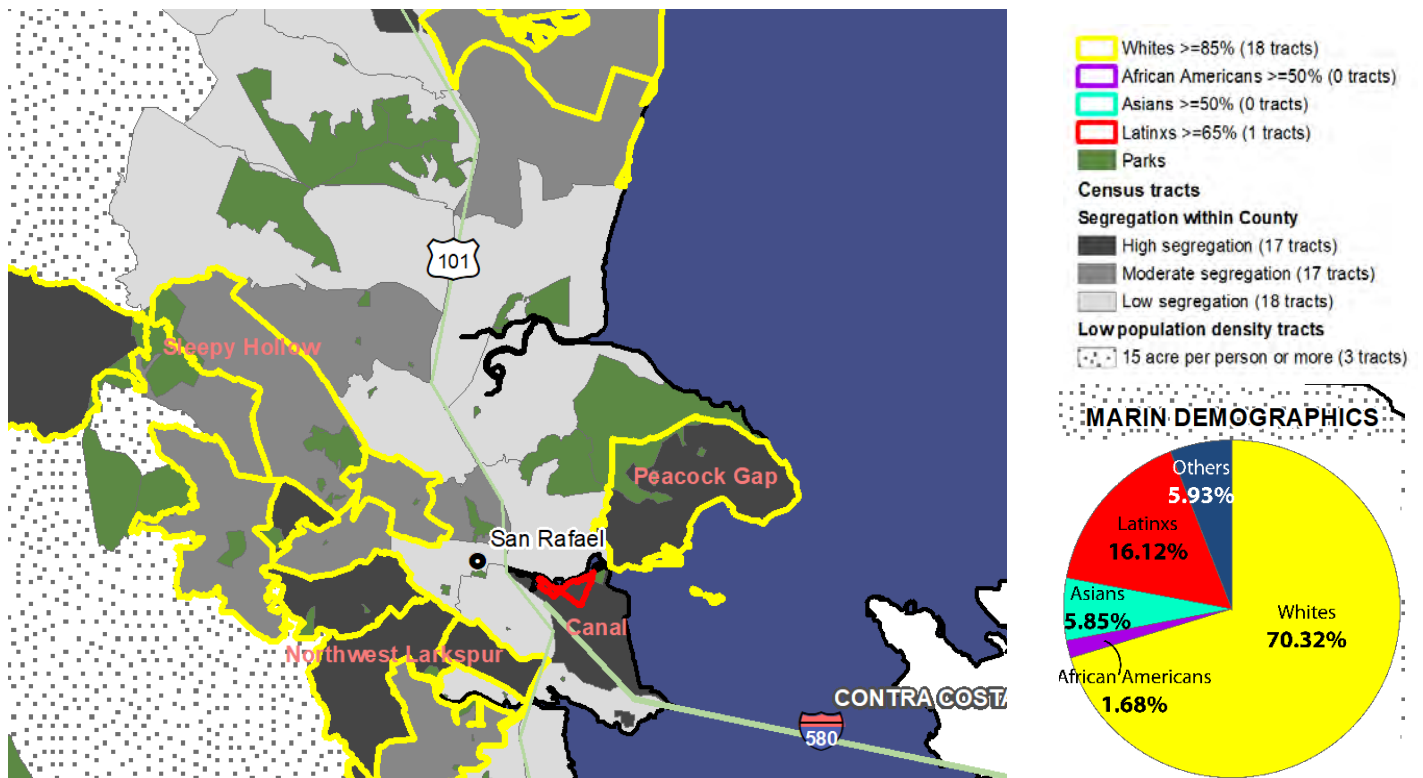 101
Sleepy Hollow
Peacock Gap
San Rafael
Canal
Northwest Larkspur
CONTRA COSTA
580
Whites >=85% (18 tracts)
African Americans >=50% (0 tracts)
Asians >=50% (0 tracts)
Latinxs >=65% (1 tracts)
Parks
Census tracts
Segregation within County
High segregation (17 tracts)
Moderate segregation (17 tracts)
Low segregation (18 tracts)
Low population density tracts
15 acre per person or more (3 tracts)
MARIN DEMOGRAPHICS
Others
5.93%
Latinxs
16.12%
Asians
5.85%
Whites
70.32%
African Americans
1.68%